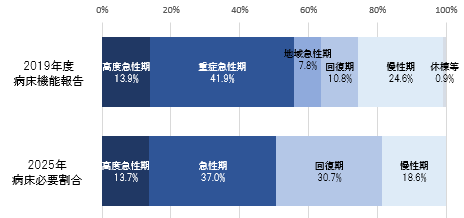 0% 20% 40% 60% 80% 100%
2019年度
病床機能報告
高度急性期
13.9%
重症急性期
41.9%
地域急性期
7.8%
回復期
10.8%
慢性期
24.6%
休棟等
0.9%
2025年
病床必要割合
高度急性期
13.7%
急性期
37.0%
回復期
30.7%
慢性期
18.6%